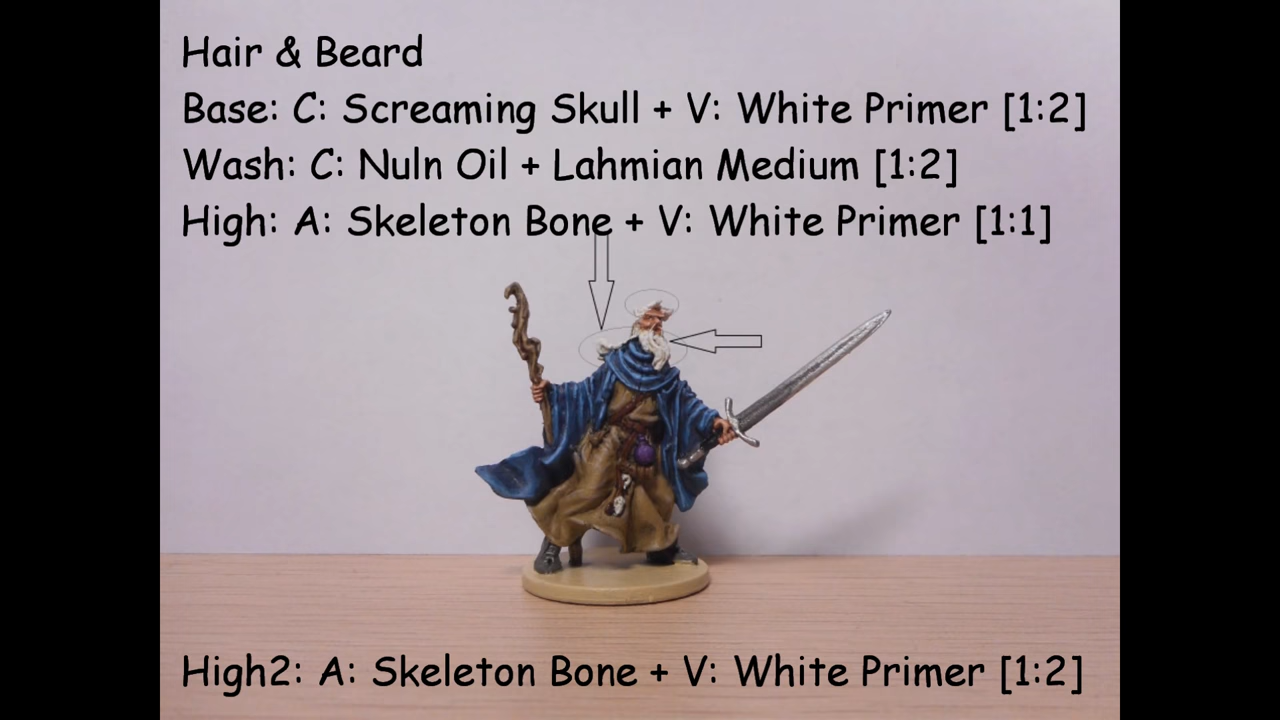 Hair & Beard
Base: C: Screaming Skull + V: White Primer [1:2]
Wash: C: Nuln Oil + Lahmian Medium [1:2]
High: A: Skeleton Bone + V: White Primer [1:1]
High2: A: Skeleton Bone + V: White Primer [1:2]